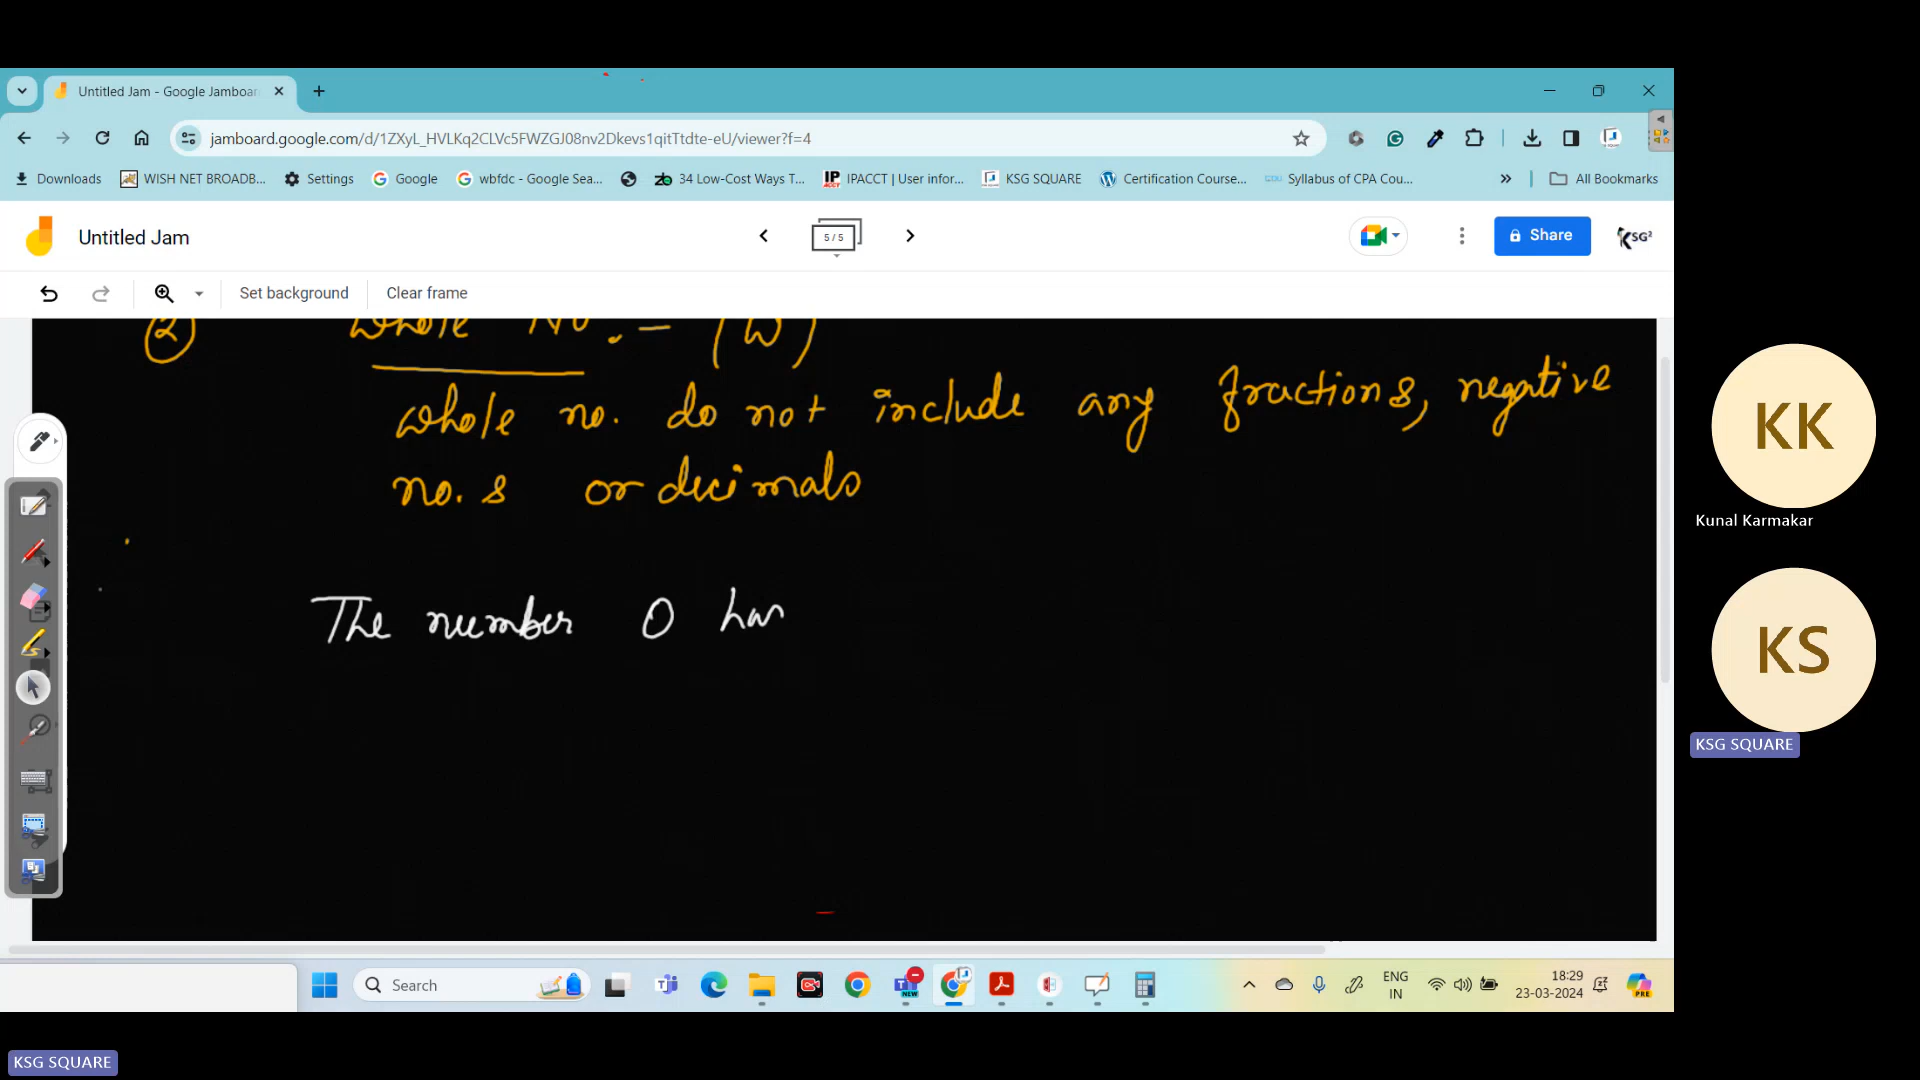 Untitled Jam - Google Jamboar
jamboard.google.com/d/1ZXyL_HVLKq2CLVc5FWZGJ08nv2Dkevs1qitTtdte-eU/viewer?f=4
Downloads WISH NET BROADB... Settings Google wbfdc - Google Sea... 34 Low-Cost Ways T... IPACCT | User infor... KSG SQUARE Certification Course... Syllabus of CPA Cou... » All Bookmarks
Untitled Jam 5 / 5 Share KSG²
Set background Clear frame
② Whole No. - (W)
Whole no. do not include any fractions, negative
no.s or decimals
The number 0 has
KK
Kunal Karmakar
KS
KSG SQUARE
Search ENG IN 18:29 23-03-2024
KSG SQUARE